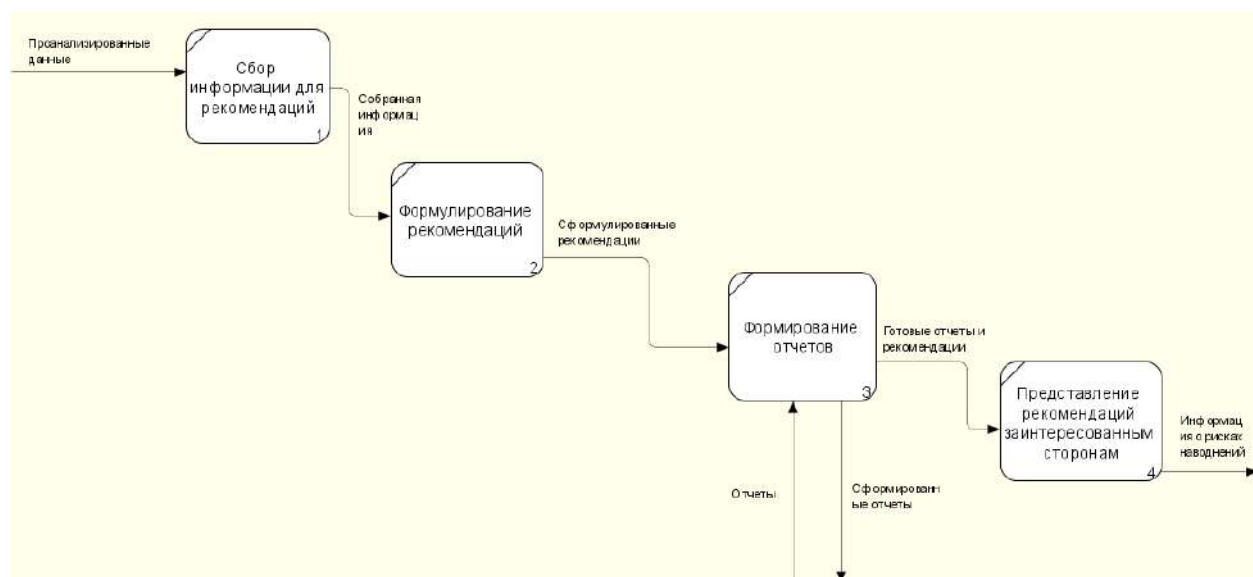 Проанализированные
данные
Сбор
информации для
рекомендаций
1
Собранная
информац
ия
Формулирование
рекомендаций
2
Сформулированные
рекомендации
Формирование
отчетов
3
Готовые отчеты и
рекомендации
Представление
рекомендаций
заинтересованным
сторонам
4
Информац
ия о рисках
наводнений
Отчеты
Сформированн
ые отчеты